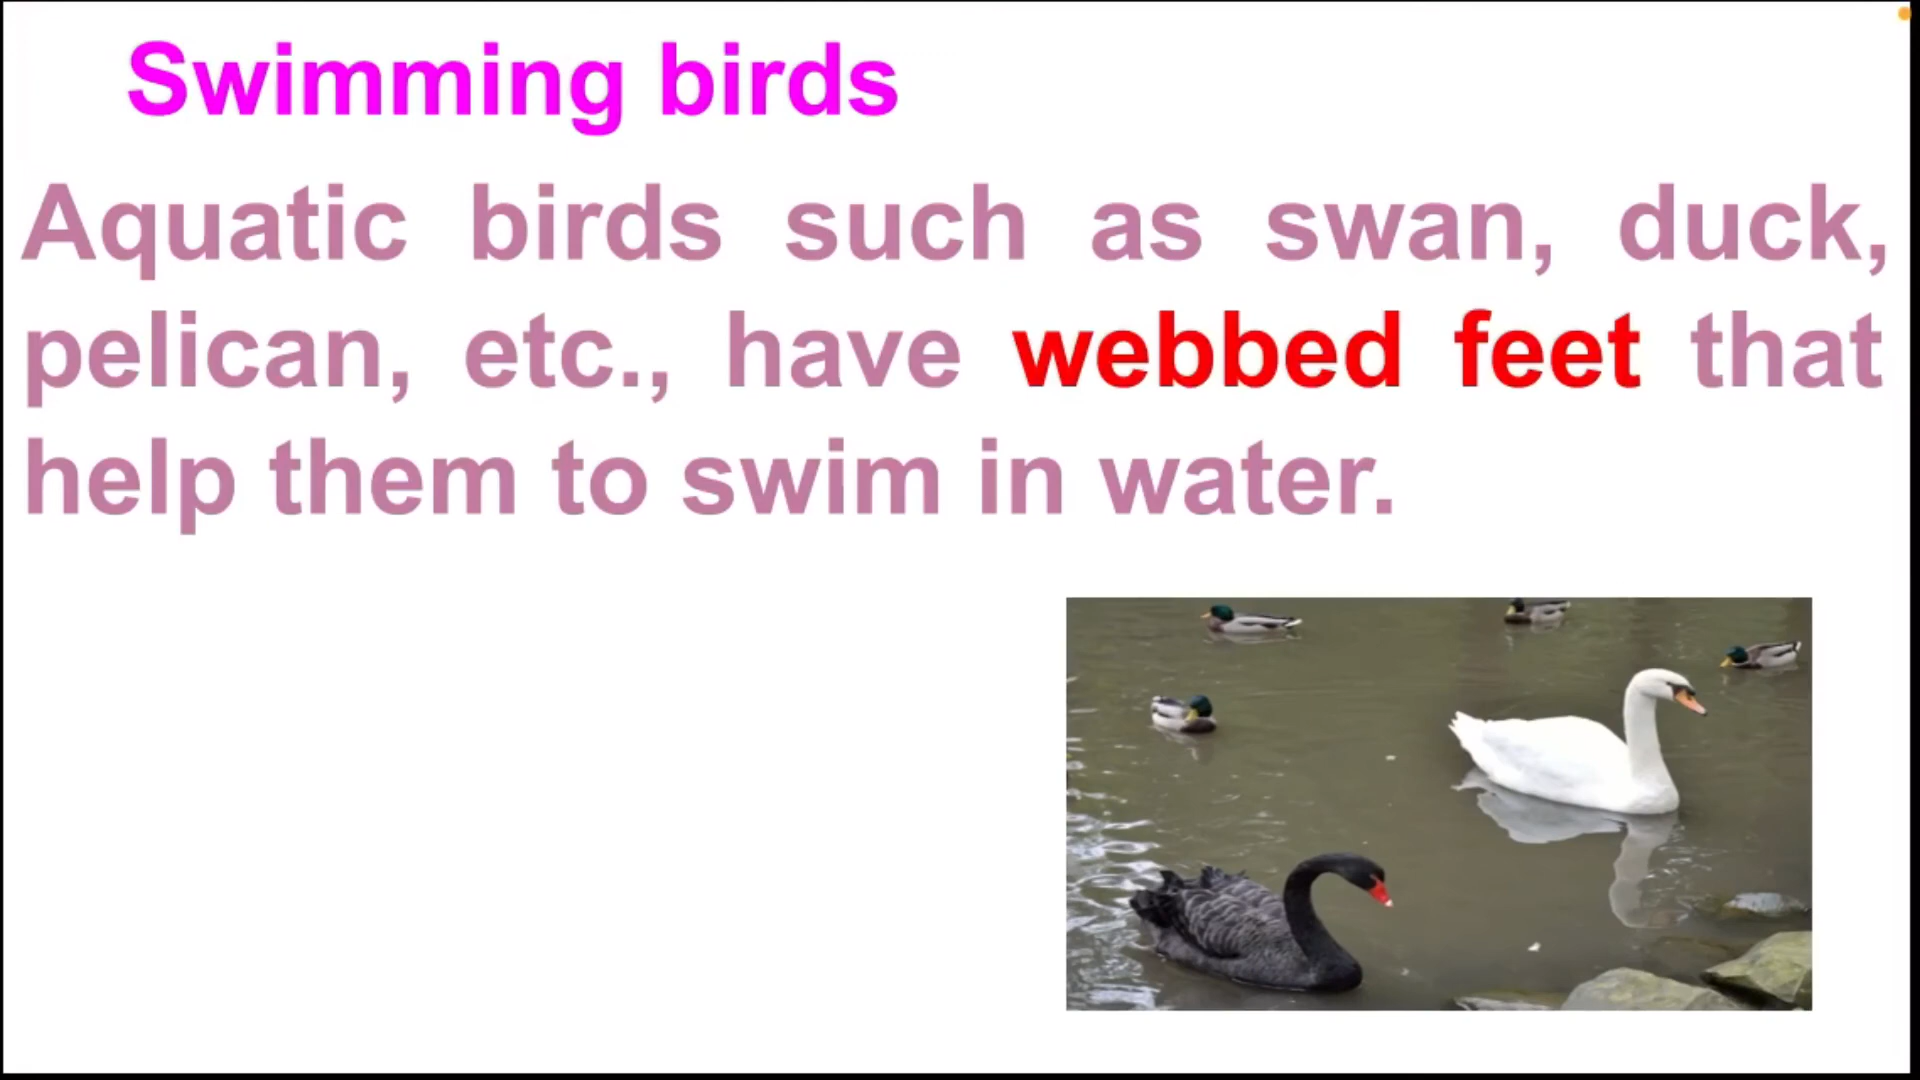 Swimming birds
Aquatic birds such as swan, duck,
pelican, etc., have webbed feet that
help them to swim in water.